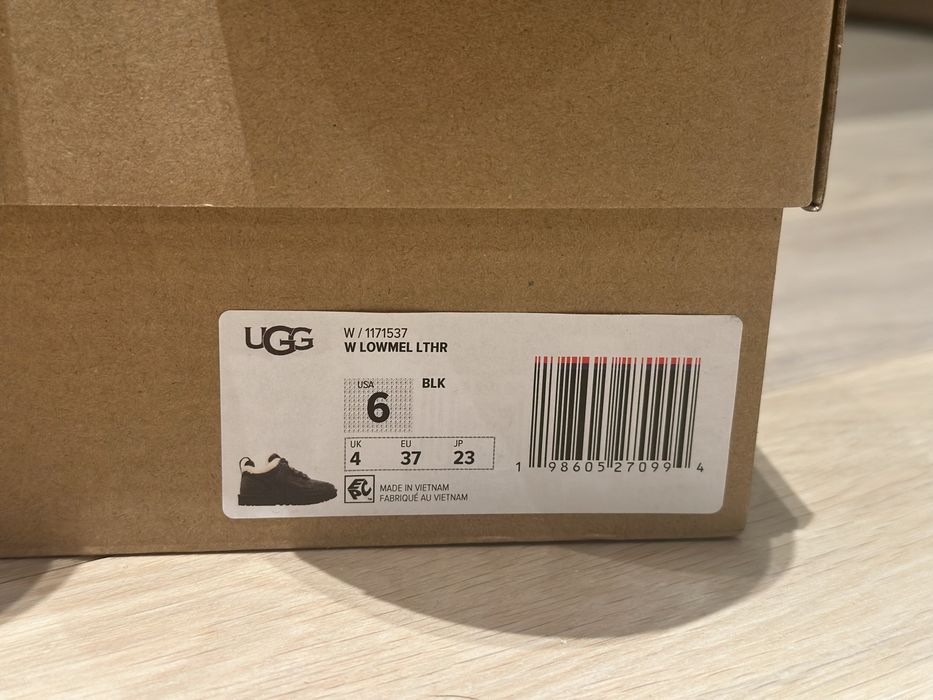 UGG
W / 1171537
W LOWMEL LTHR
USA
6
BLK
UK EU JP
4 37 23
MADE IN VIETNAM
FABRIQUÉ AU VIETNAM
1 98605 27099 4